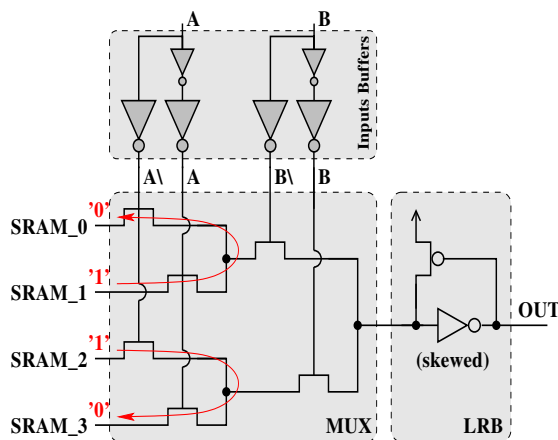 A B
Inputs Buffers
A\ A B\ B
'0'
SRAM_0
'1'
SRAM_1
'1'
SRAM_2
'0'
SRAM_3
MUX
OUT
(skewed)
LRB